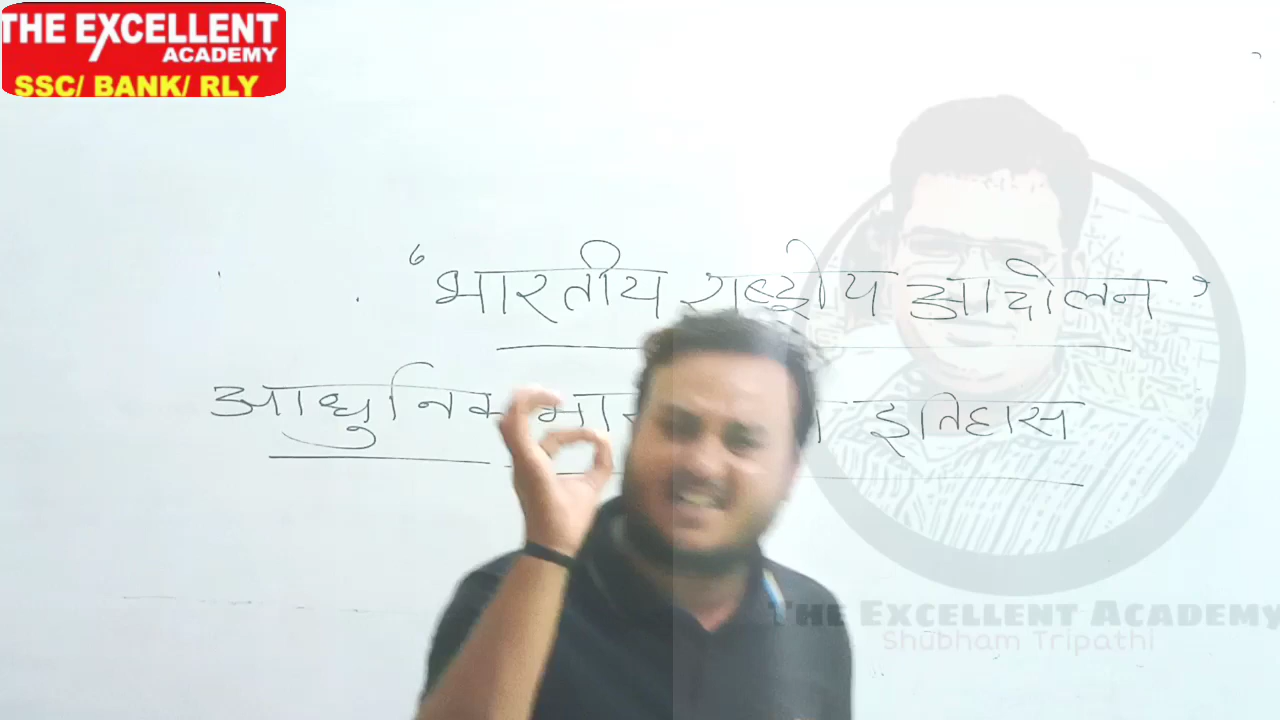 THE EXCELLENT
ACADEMY
SSC/ BANK/ RLY
‘भारतीय राष्ट्रीय आंदोलन’
आधुनिक इतिहास
THE EXCELLENT ACADEMY
Shubham Tripathi